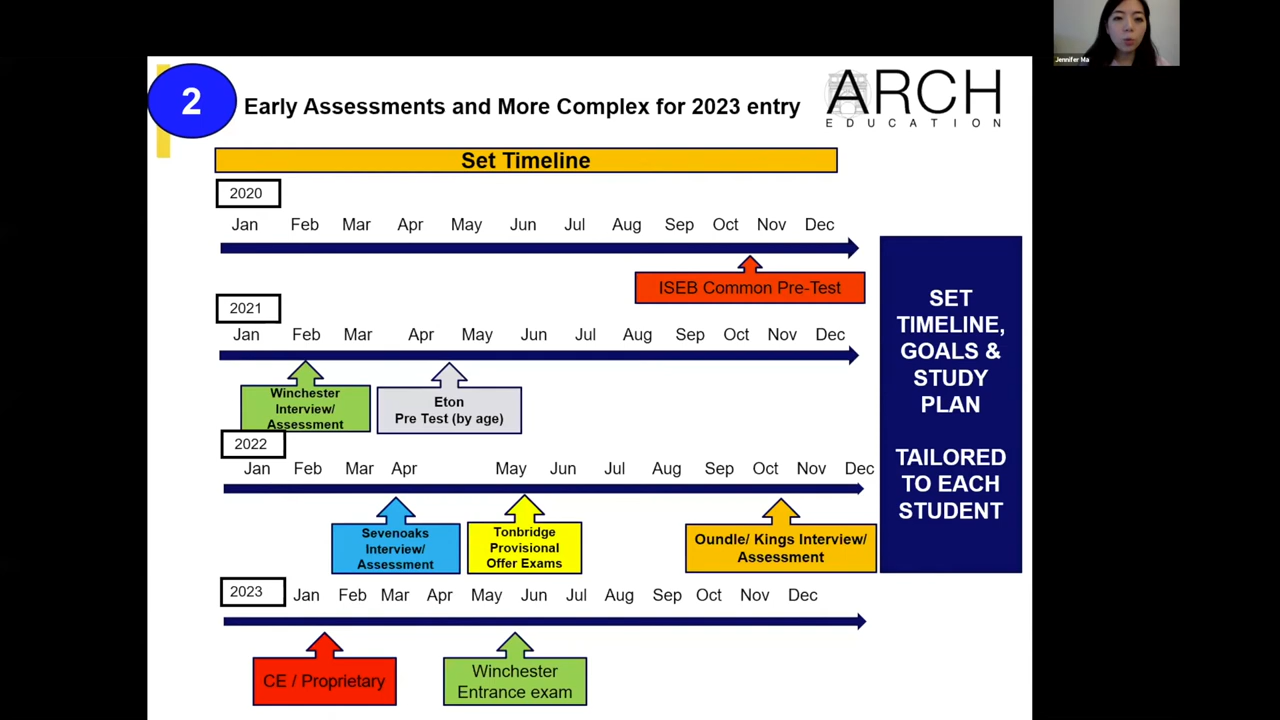 Jennifer Ma
2
Early Assessments and More Complex for 2023 entry
ARCH
EDUCATION
Set Timeline
2020
Jan Feb Mar Apr May Jun Jul Aug Sep Oct Nov Dec
ISEB Common Pre-Test
2021
Jan Feb Mar Apr May Jun Jul Aug Sep Oct Nov Dec
Winchester
Interview/
Assessment
Eton
Pre Test (by age)
2022
Jan Feb Mar Apr May Jun Jul Aug Sep Oct Nov Dec
Sevenoaks
Interview/
Assessment
Tonbridge
Provisional
Offer Exams
Oundle/ Kings Interview/
Assessment
2023
Jan Feb Mar Apr May Jun Jul Aug Sep Oct Nov Dec
CE / Proprietary
Winchester
Entrance exam
SET
TIMELINE,
GOALS &
STUDY
PLAN
TAILORED
TO EACH
STUDENT